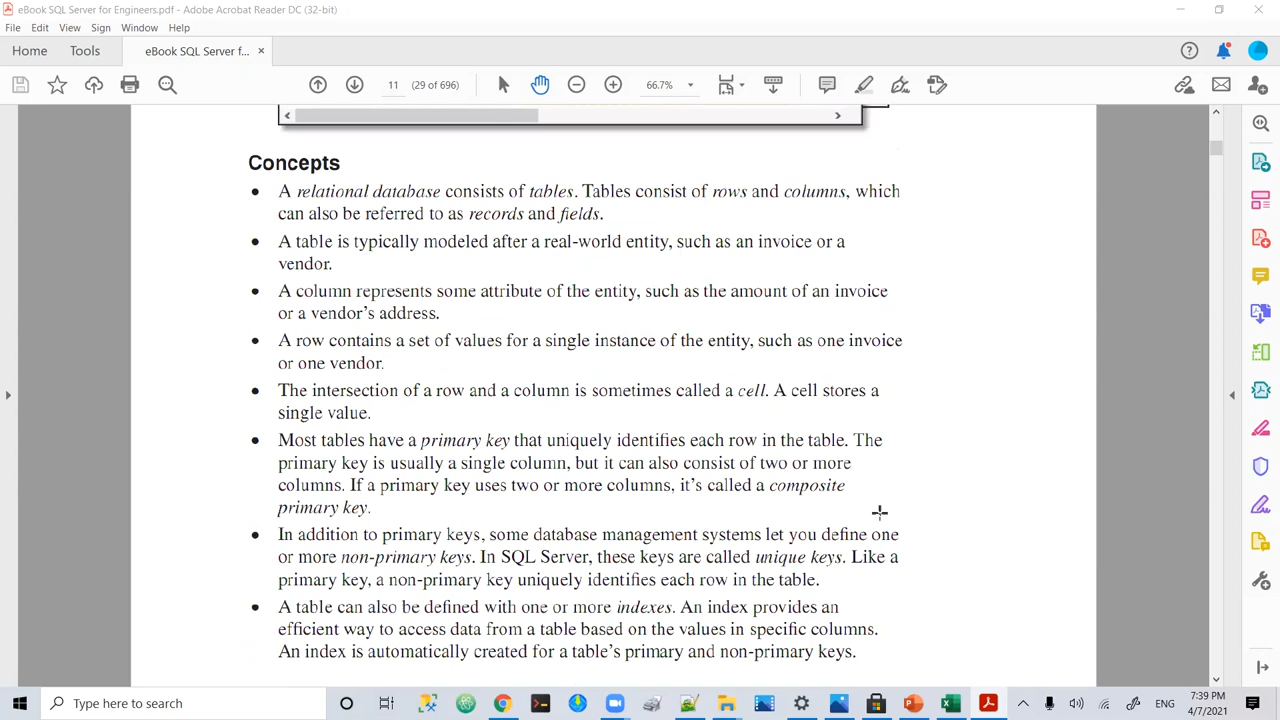 eBook SQL Server for Engineers.pdf - Adobe Acrobat Reader DC (32-bit)
File Edit View Sign Window Help
Home Tools eBook SQL Server f... ×
11 (29 of 696) 66.7%
Concepts
• A relational database consists of tables. Tables consist of rows and columns, which
can also be referred to as records and fields.
• A table is typically modeled after a real-world entity, such as an invoice or a
vendor.
• A column represents some attribute of the entity, such as the amount of an invoice
or a vendor's address.
• A row contains a set of values for a single instance of the entity, such as one invoice
or one vendor.
• The intersection of a row and a column is sometimes called a cell. A cell stores a
single value.
• Most tables have a primary key that uniquely identifies each row in the table. The
primary key is usually a single column, but it can also consist of two or more
columns. If a primary key uses two or more columns, it's called a composite
primary key.
• In addition to primary keys, some database management systems let you define one
or more non-primary keys. In SQL Server, these keys are called unique keys. Like a
primary key, a non-primary key uniquely identifies each row in the table.
• A table can also be defined with one or more indexes. An index provides an
efficient way to access data from a table based on the values in specific columns.
An index is automatically created for a table's primary and non-primary keys.
Type here to search
ENG
7:39 PM
4/7/2021